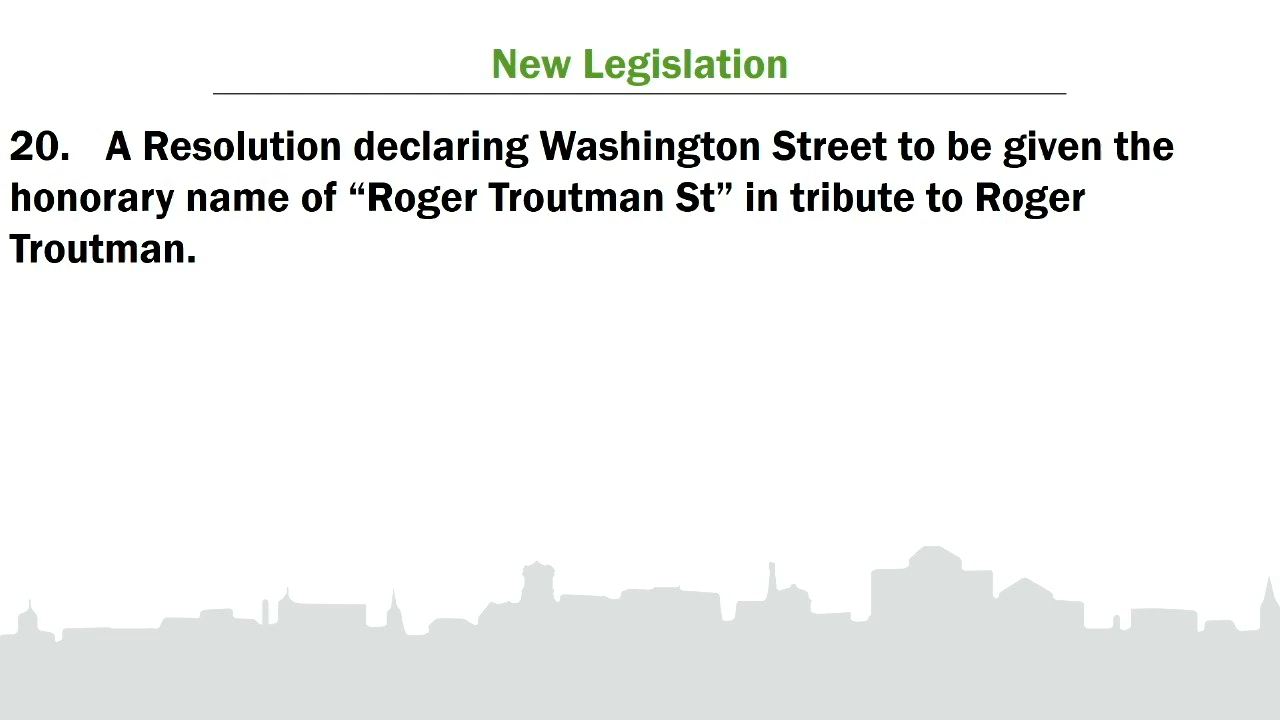 New Legislation
20. A Resolution declaring Washington Street to be given the
honorary name of “Roger Troutman St” in tribute to Roger
Troutman.